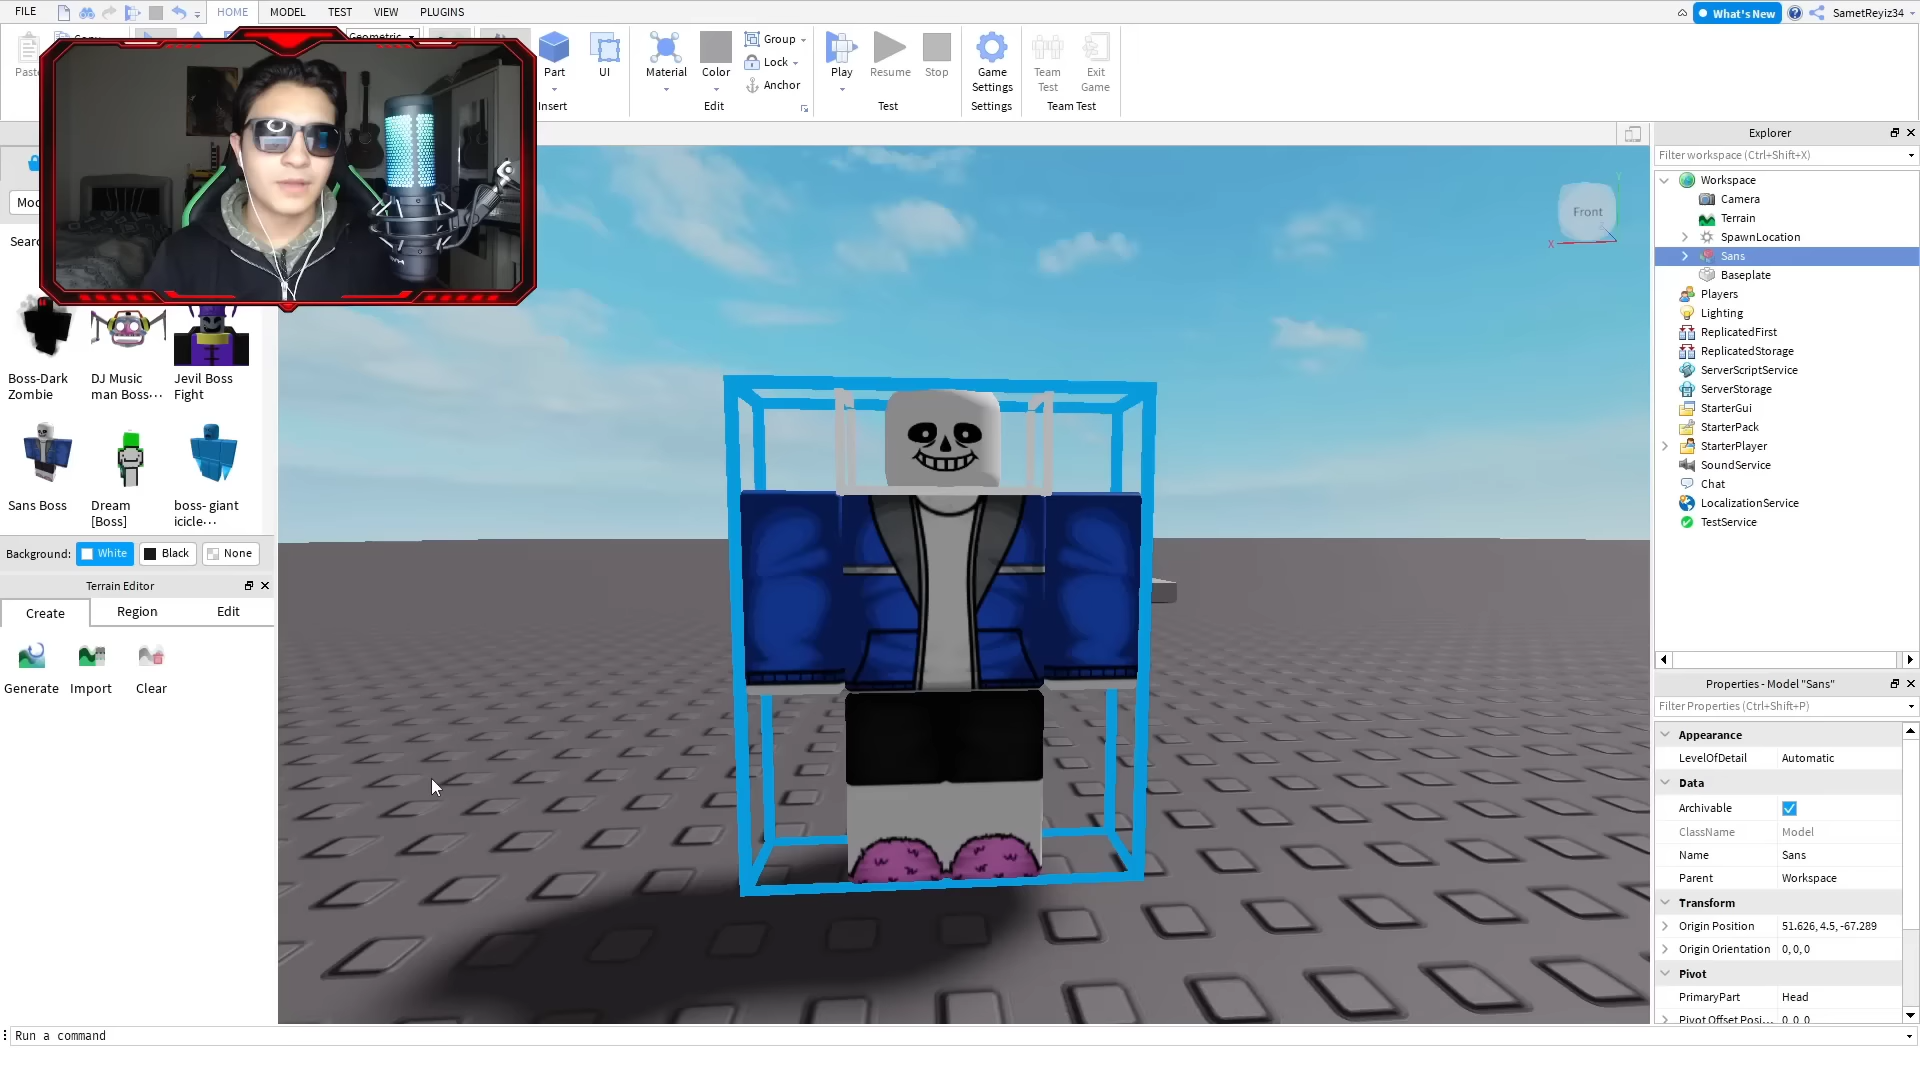 FILE
HOME
MODEL
TEST
VIEW
PLUGINS
What's New
SametReyiz34
Part
UI
Insert
Material
Color
Group
Lock
Anchor
Edit
Play
Resume
Stop
Test
Game
Settings
Settings
Team
Test
Exit
Game
Team Test
Boss-Dark
Zombie
DJ Music
man Boss...
Jevil Boss
Fight
Sans Boss
Dream
[Boss]
boss- giant
icicle...
Background:
White
Black
None
Terrain Editor
Create
Region
Edit
Generate
Import
Clear
Front
X
Y
Explorer
Filter workspace (Ctrl+Shift+X)
Workspace
Camera
Terrain
SpawnLocation
Sans
Baseplate
Players
Lighting
ReplicatedFirst
ReplicatedStorage
ServerScriptService
ServerStorage
StarterGui
StarterPack
StarterPlayer
SoundService
Chat
LocalizationService
TestService
Properties - Model "Sans"
Filter Properties (Ctrl+Shift+P)
Appearance
LevelOfDetail Automatic
Data
Archivable
ClassName Model
Name Sans
Parent Workspace
Transform
Origin Position 51.626, 4.5, -67.289
Origin Orientation 0, 0, 0
Pivot
PrimaryPart Head
Pivot Offset Posi... 0, 0, 0
Run a command